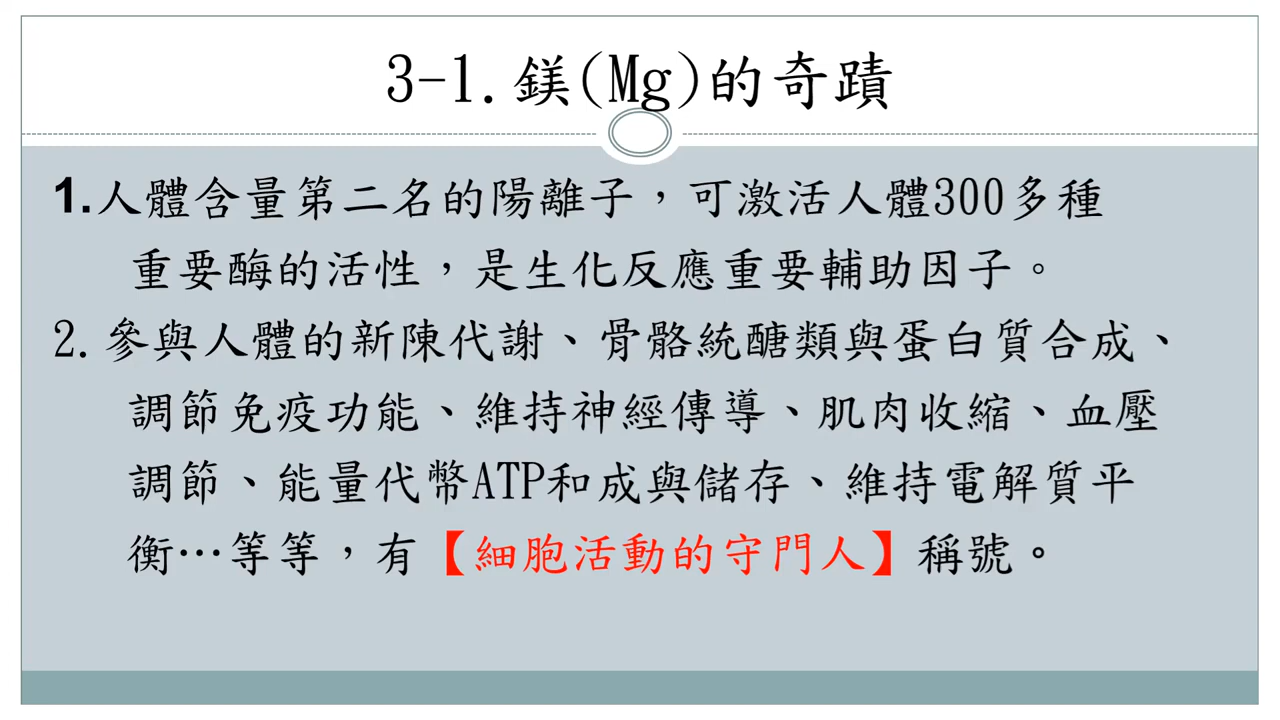 3-1.鎂(Mg)的奇蹟
1.人體含量第二名的陽離子，可激活人體300多種
重要酶的活性，是生化反應重要輔助因子。
2. 參與人體的新陳代謝、骨骼統醣類與蛋白質合成、
調節免疫功能、維持神經傳導、肌肉收縮、血壓
調節、能量代幣ATP和成與儲存、維持電解質平
衡…等等，有【細胞活動的守門人】稱號。